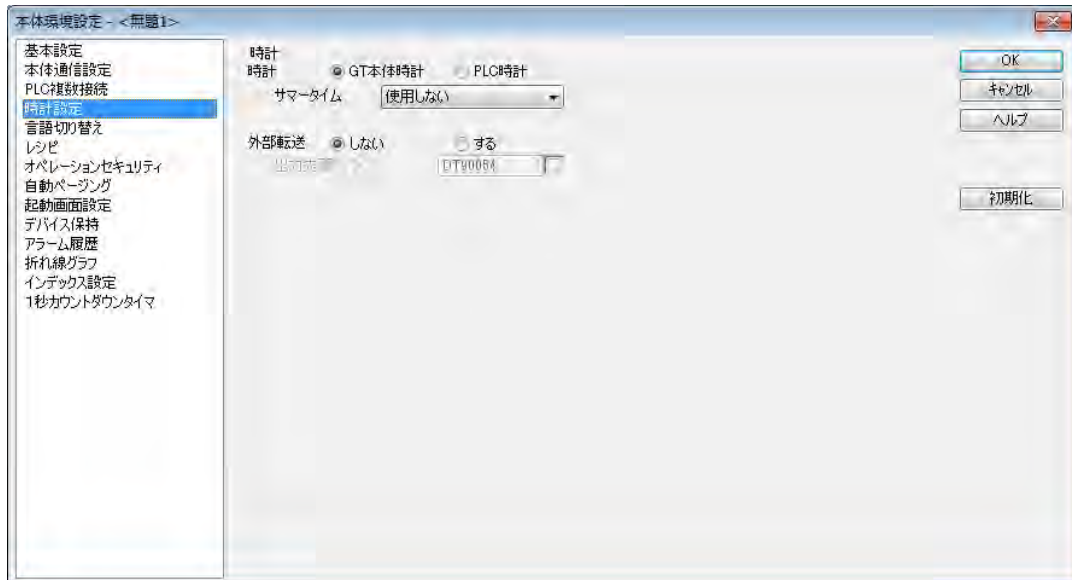 本体環境設定 - <無題1>
基本設定
本体通信設定
PLC複数接続
時計設定
言語切り替え
レシピ
オペレーションセキュリティ
自動ページング
起動画面設定
デバイス保持
アラーム履歴
折れ線グラフ
インデックス設定
1秒カウントダウンタイマ
時計
時計 GT本体時計 PLC時計
サマータイム 使用しない
外部転送 しない する
DT90054
OK
キャンセル
ヘルプ
初期化